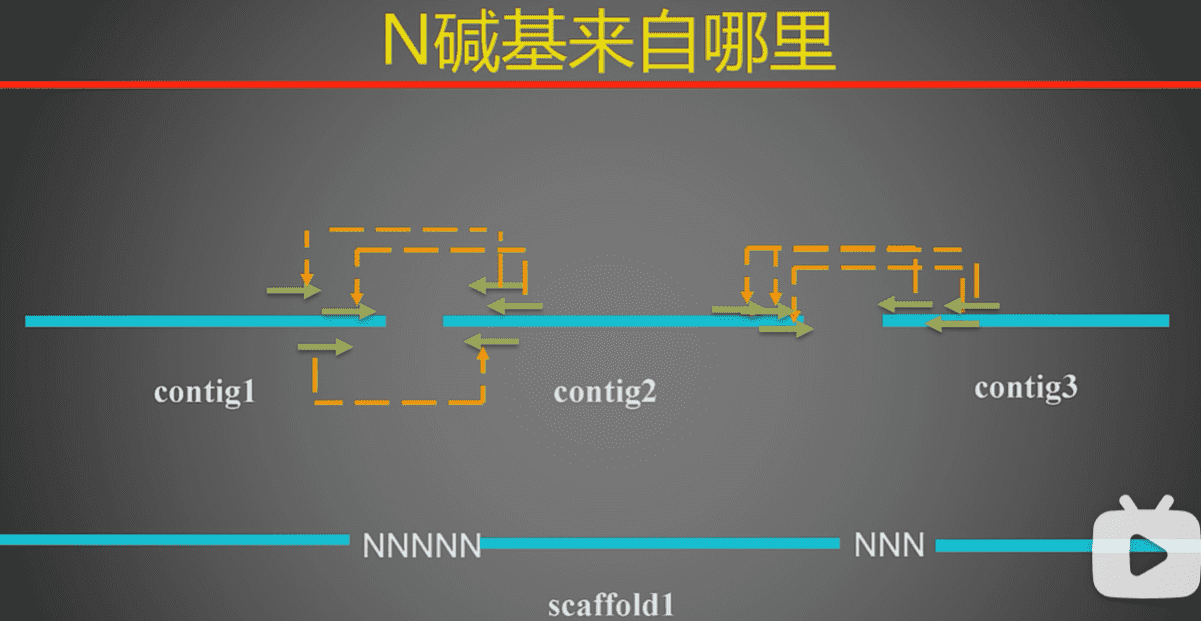 N碱基来自哪里
contig1
contig2
contig3
NNNNN
NNN
scaffold1